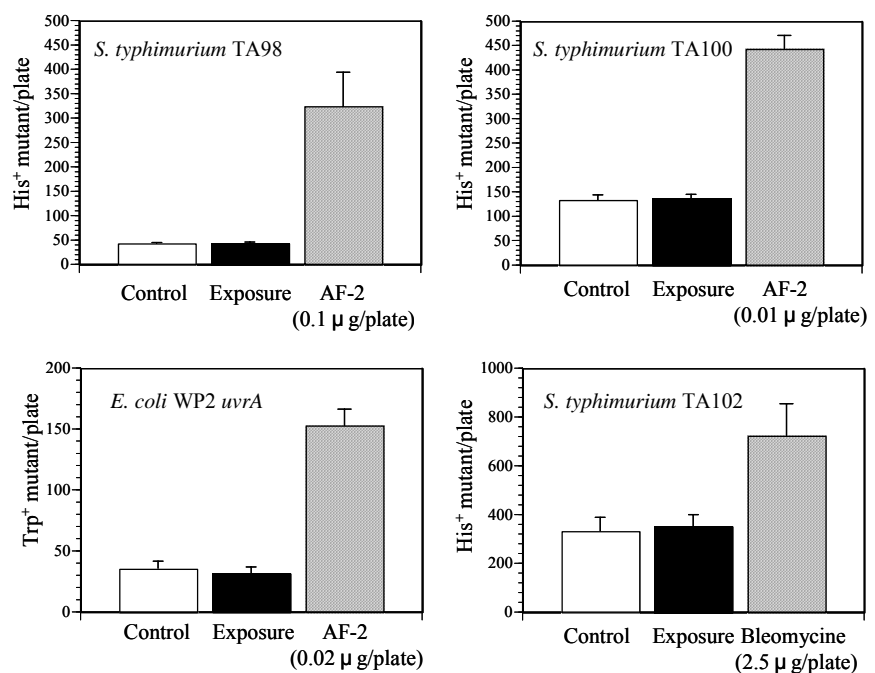 S. typhimurium TA98
His+ mutant/plate
500
450
400
350
300
250
200
150
100
50
0
Control Exposure AF-2
(0.1 μ g/plate)
S. typhimurium TA100
His+ mutant/plate
500
450
400
350
300
250
200
150
100
50
0
Control Exposure AF-2
(0.01 μ g/plate)
E. coli WP2 uvrA
Trp+ mutant/plate
200
150
100
50
0
Control Exposure AF-2
(0.02 μ g/plate)
S. typhimurium TA102
His+ mutant/plate
1000
800
600
400
200
0
Control Exposure Bleomycine
(2.5 μ g/plate)